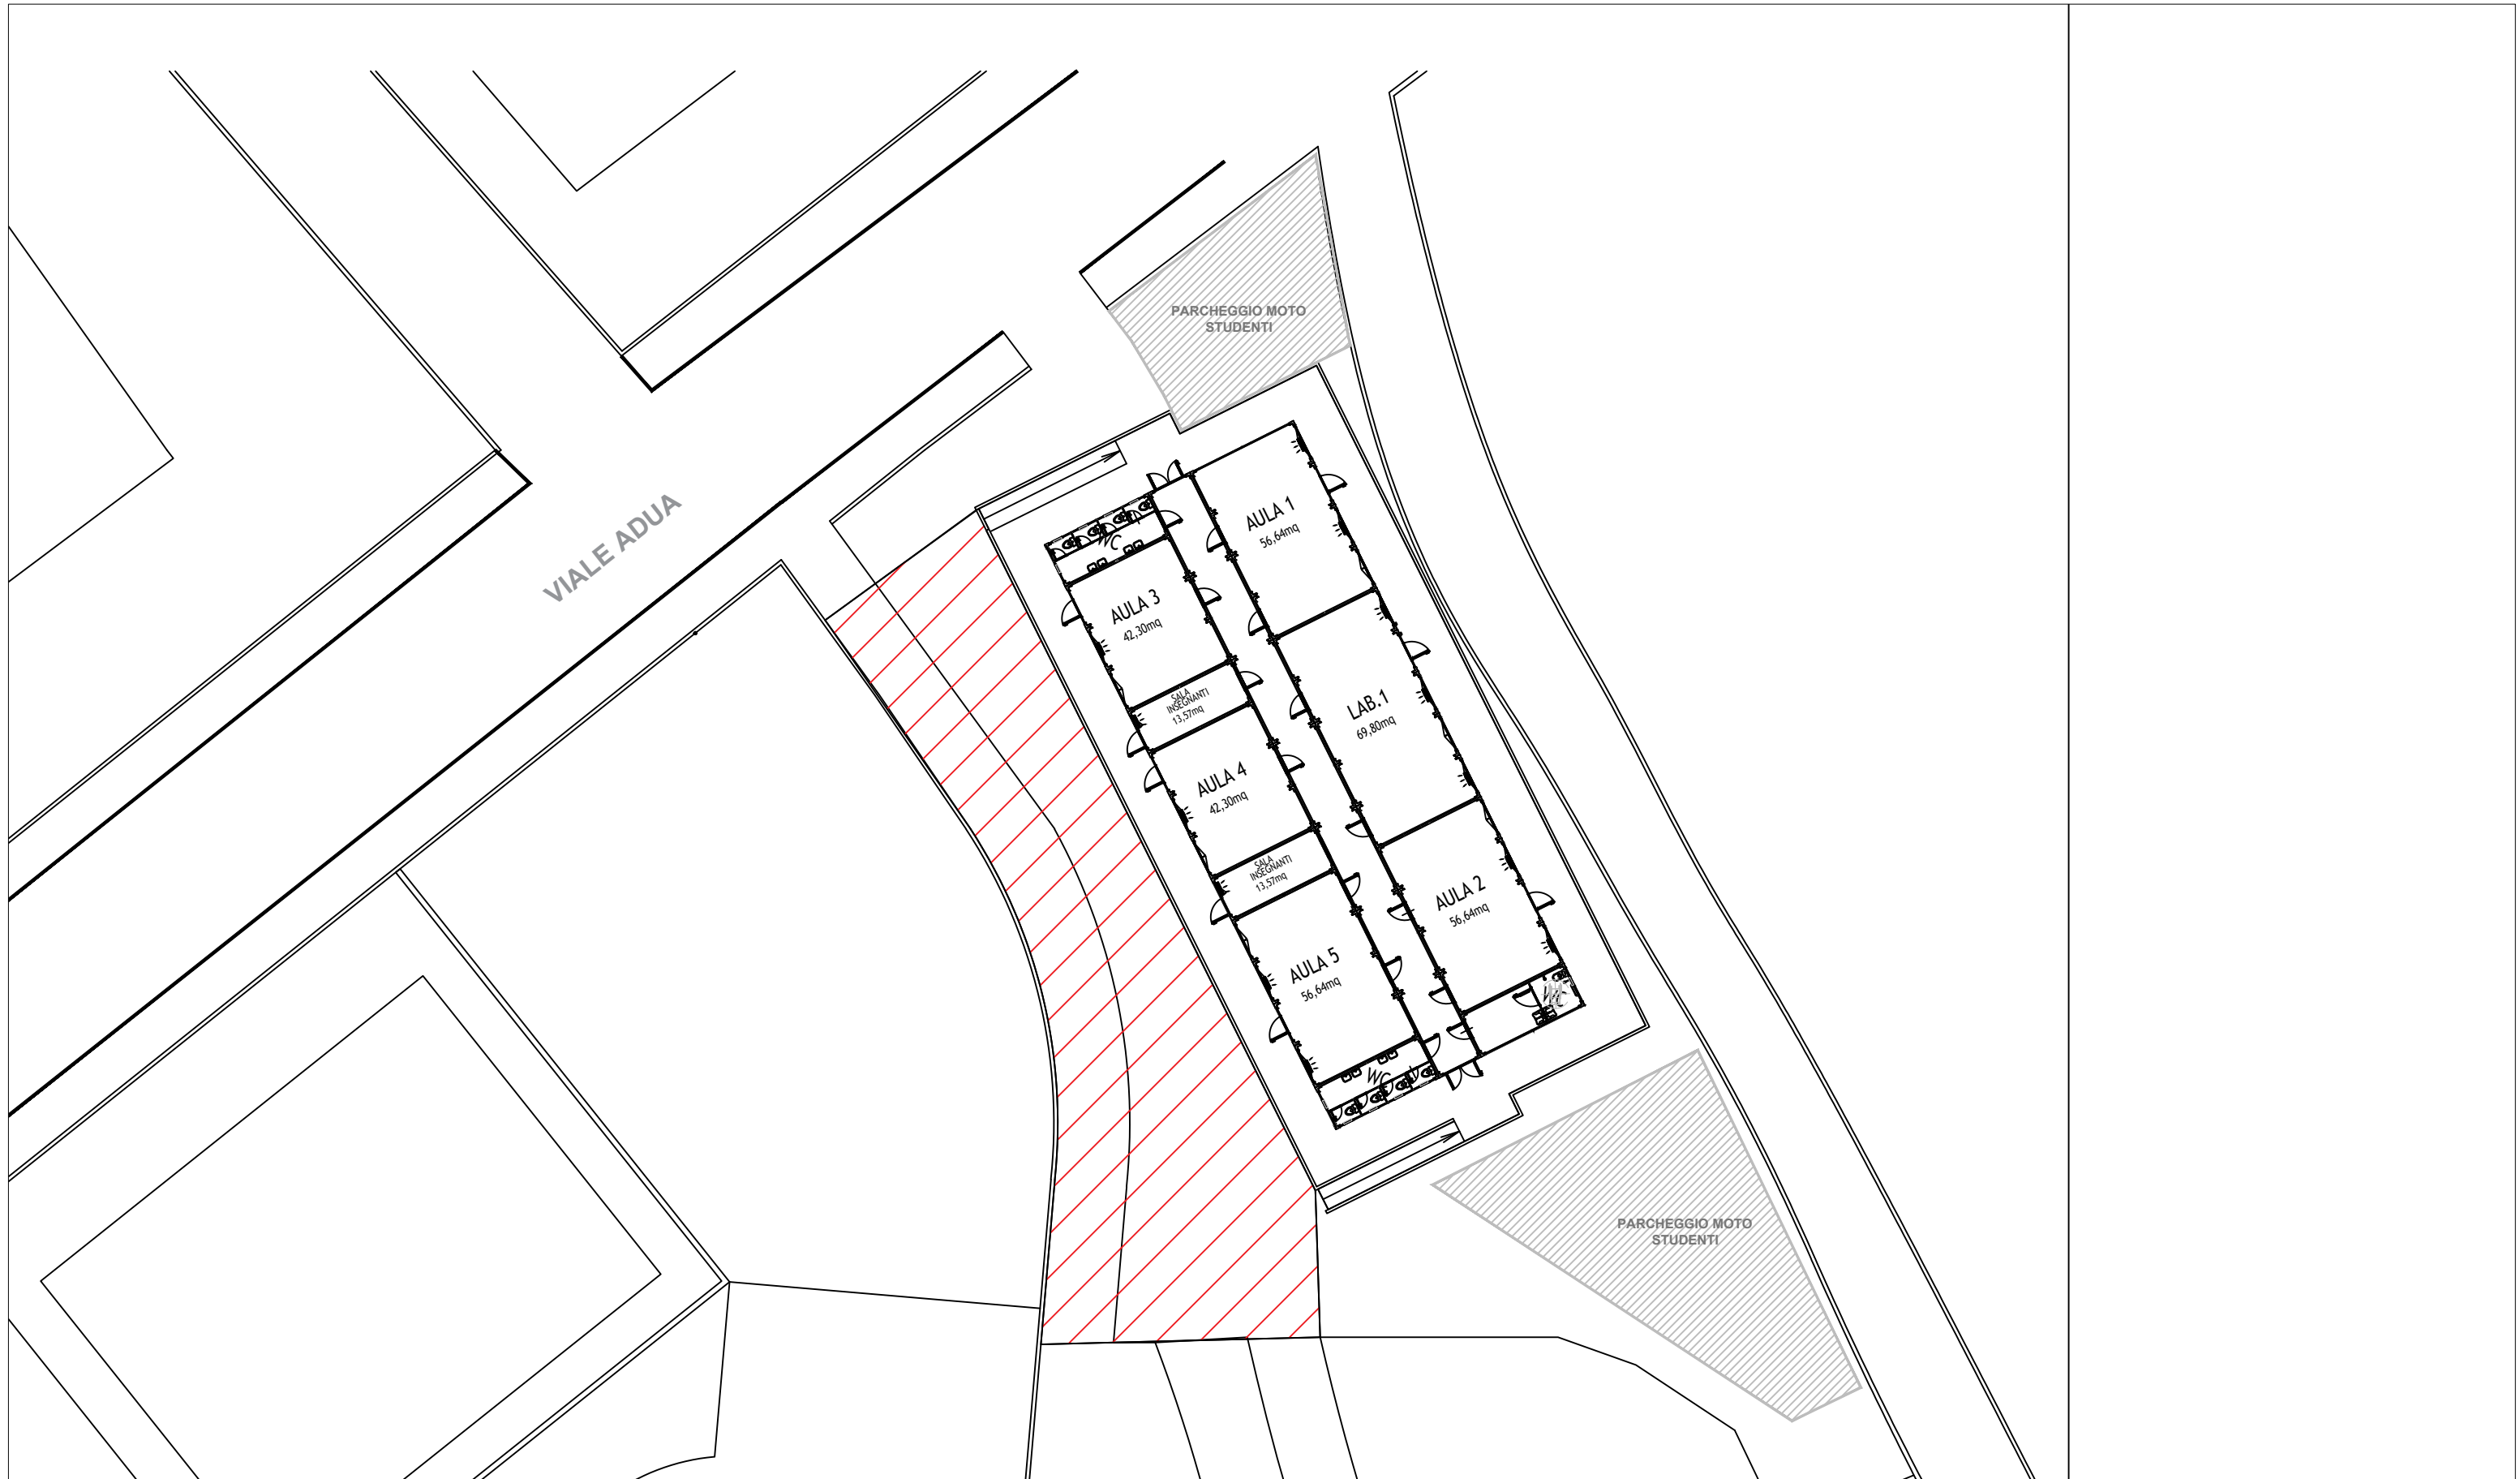 PARCHEGGIO MOTO
STUDENTI
VIALE ADUA
AULA 1
56,64mq
WC
AULA 3
42,30mq
SALA
INSEGNANTI
13,57mq
LAB.1
69,80mq
AULA 4
42,30mq
SALA
INSEGNANTI
13,57mq
AULA 2
56,64mq
AULA 5
56,64mq
WC
WC
PARCHEGGIO MOTO
STUDENTI